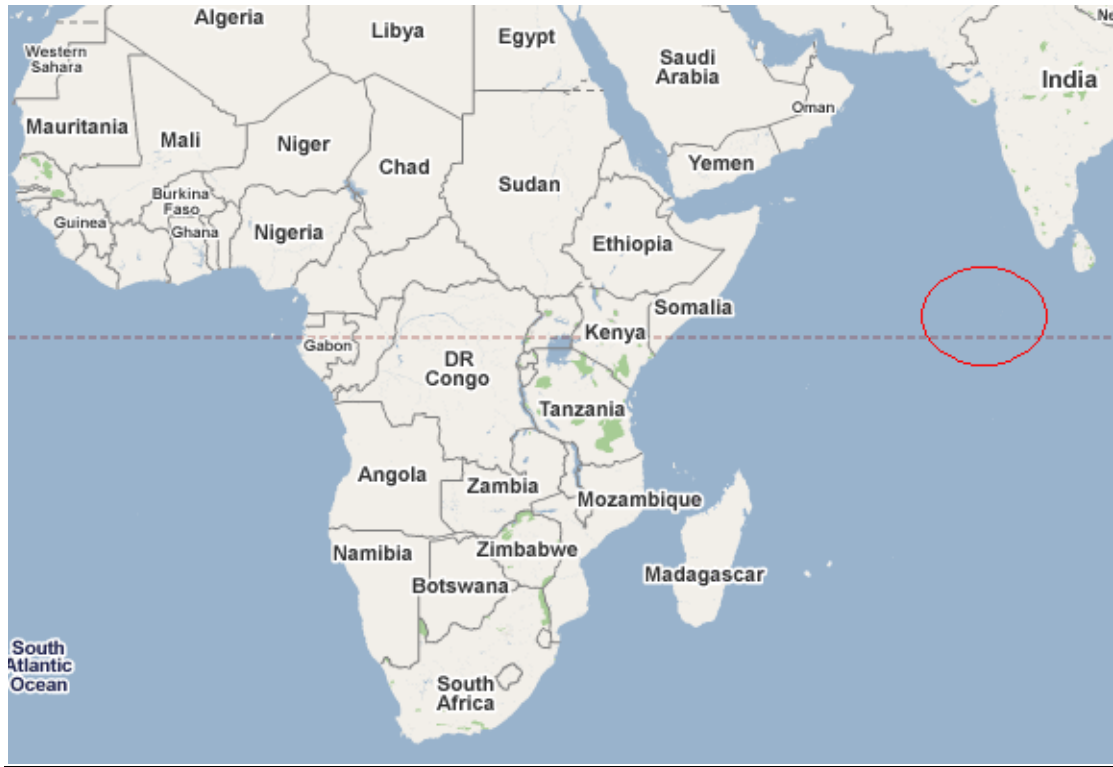 Algeria
Libya
Egypt
Western
Sahara
Saudi
Arabia
India
Oman
Mauritania
Mali
Niger
Chad
Sudan
Yemen
Burkina
Faso
Guinea
Ghana
Nigeria
Ethiopia
Somalia
Kenya
Gabon
DR
Congo
Tanzania
Angola
Zambia
Mozambique
Namibia
Zimbabwe
Botswana
Madagascar
South
Atlantic
Ocean
South
Africa